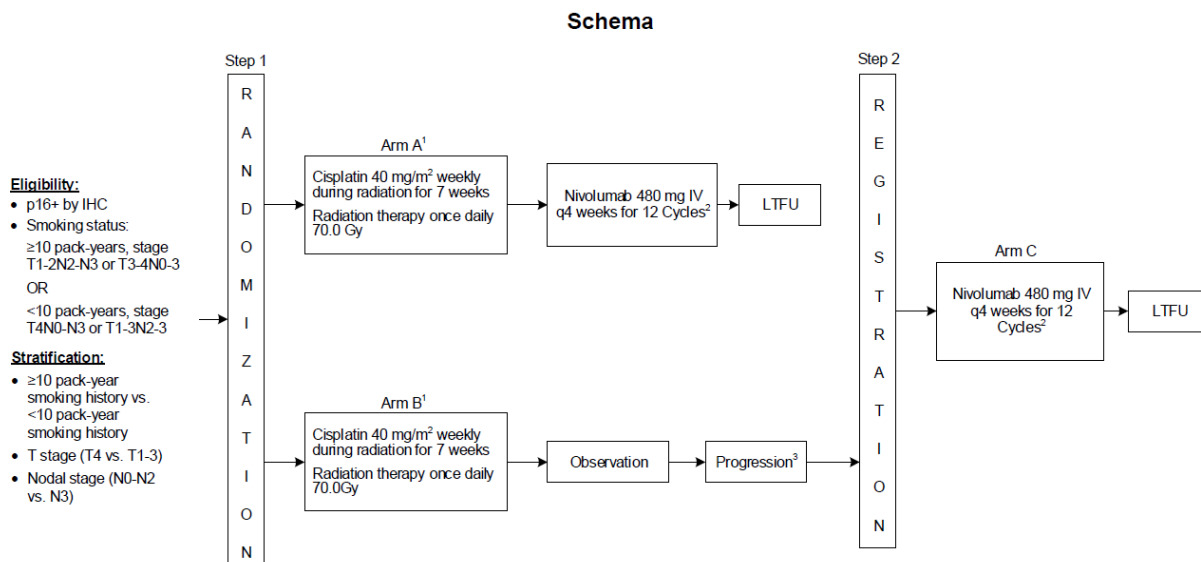 Schema
Step 1
RANDOMIZATION
Eligibility:
• p16+ by IHC
• Smoking status:
≥10 pack-years, stage
T1-2N2-N3 or T3-4N0-3
OR
<10 pack-years, stage
T4N0-N3 or T1-3N2-3
Stratification:
• ≥10 pack-year
smoking history vs.
<10 pack-year
smoking history
• T stage (T4 vs. T1-3)
• Nodal stage (N0-N2
vs. N3)
Arm A¹
Cisplatin 40 mg/m² weekly
during radiation for 7 weeks
Radiation therapy once daily
70.0 Gy
Nivolumab 480 mg IV
q4 weeks for 12 Cycles²
LTFU
Arm B¹
Cisplatin 40 mg/m² weekly
during radiation for 7 weeks
Radiation therapy once daily
70.0Gy
Observation
Progression³
Step 2
REGISTRATION
Arm C
Nivolumab 480 mg IV
q4 weeks for 12
Cycles²
LTFU